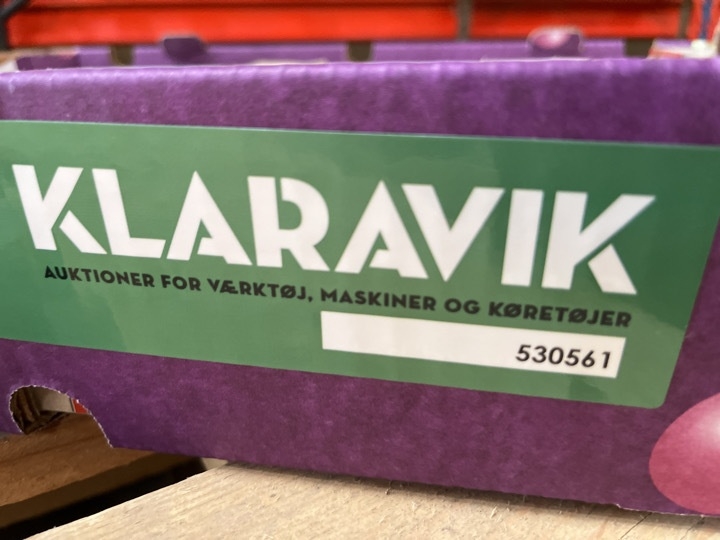 KLARAVIK
AUKTIONER FOR VÆRKTØJ, MASKINER OG KØRETØJER
530561